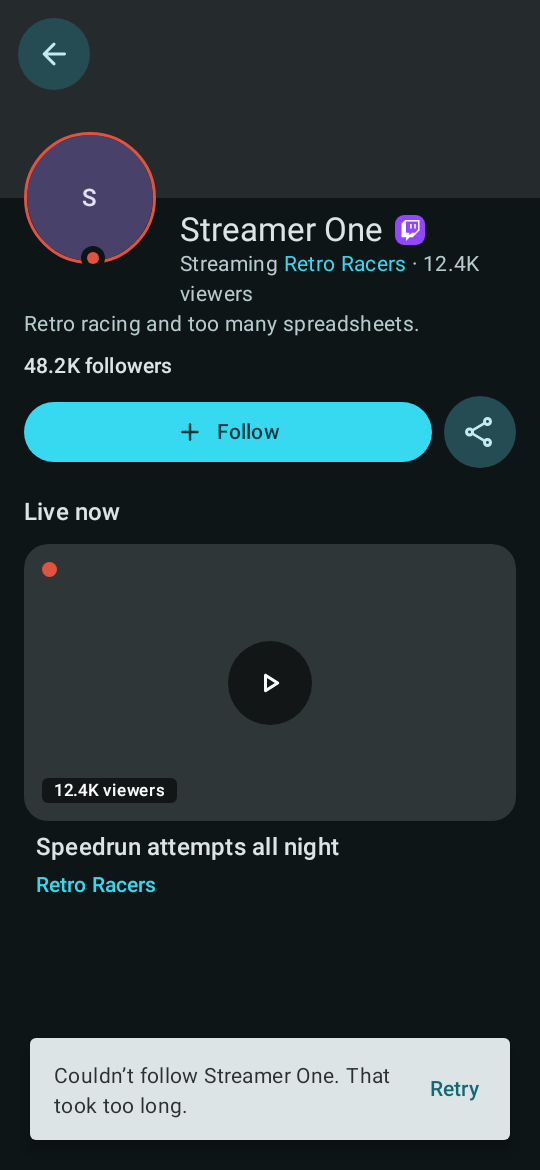 S
Streamer One
Streaming Retro Racers · 12.4K
viewers
Retro racing and too many spreadsheets.
48.2K followers
Follow
Live now
12.4K viewers
Speedrun attempts all night
Retro Racers
Couldn’t follow Streamer One. That
took too long.
Retry